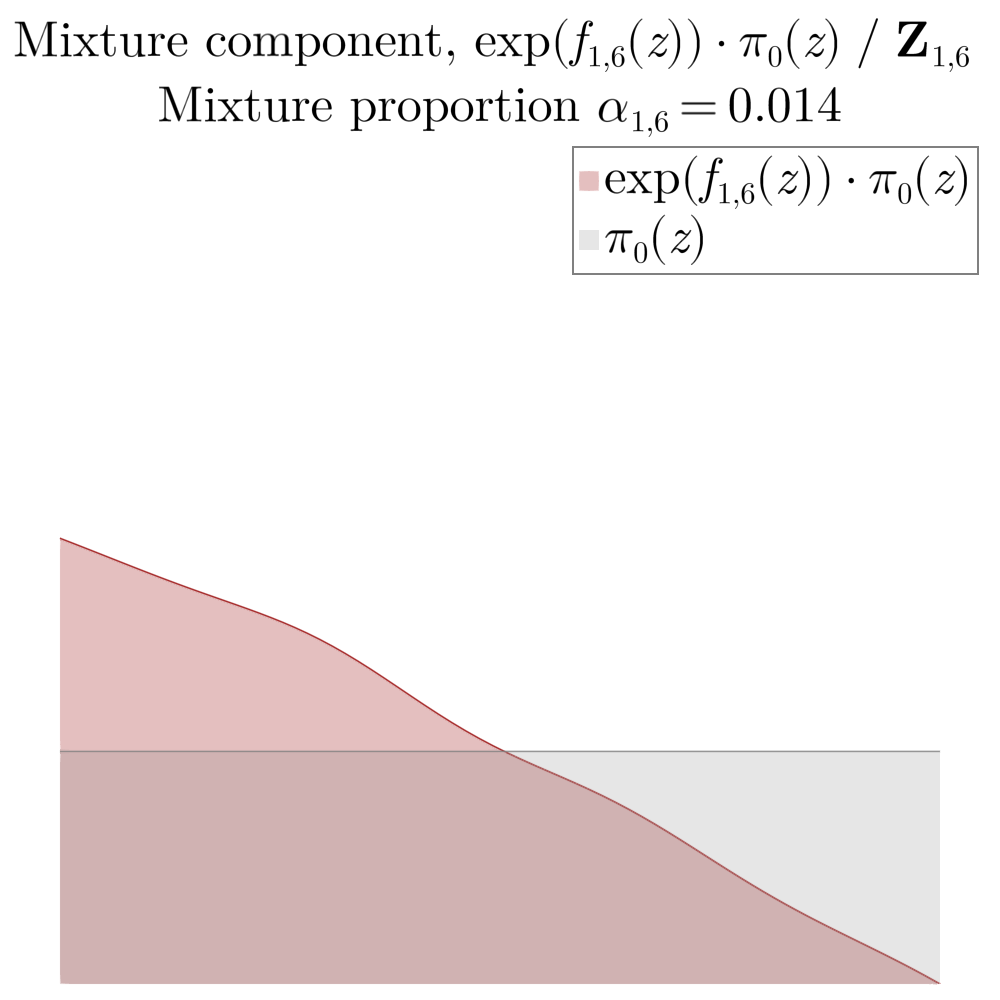 Mixture component, exp(f₁,₆(z)) · π₀(z) / 𝐙₁,₆
Mixture proportion α₁,₆ = 0.014
exp(f₁,₆(z)) · π₀(z)
π₀(z)